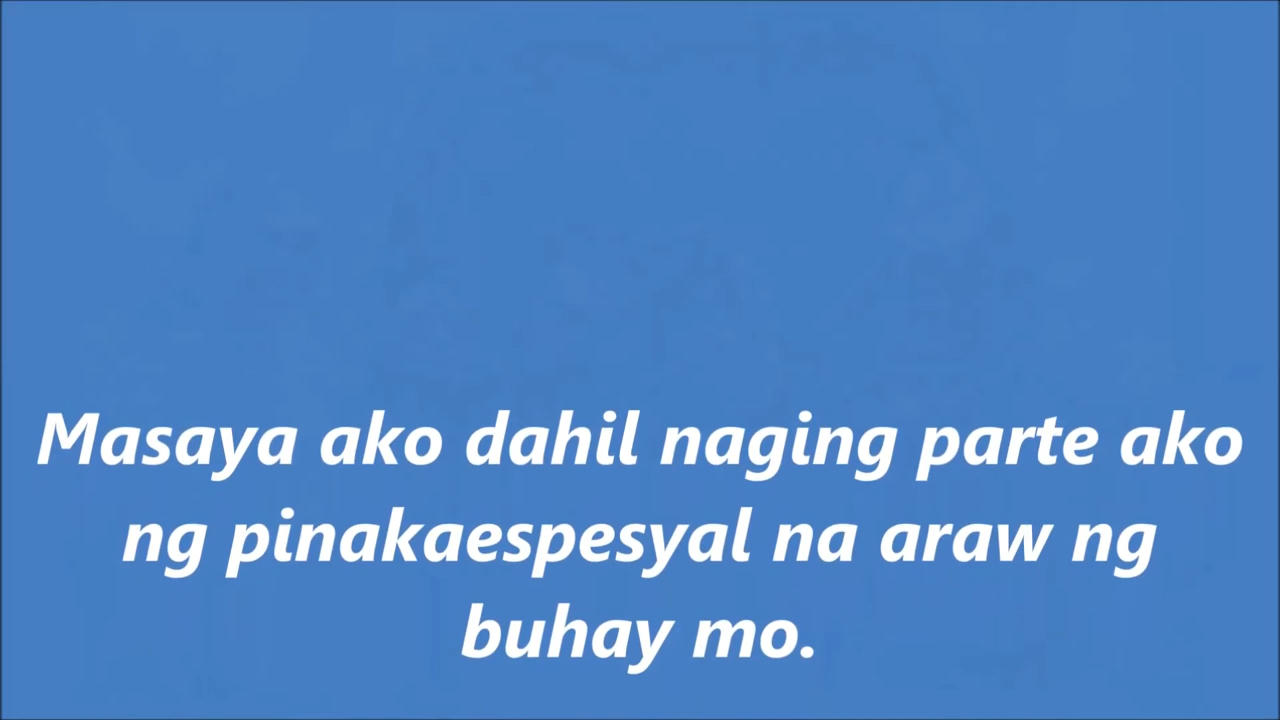 Masaya ako dahil naging parte ako
ng pinakaespesyal na araw ng
buhay mo.